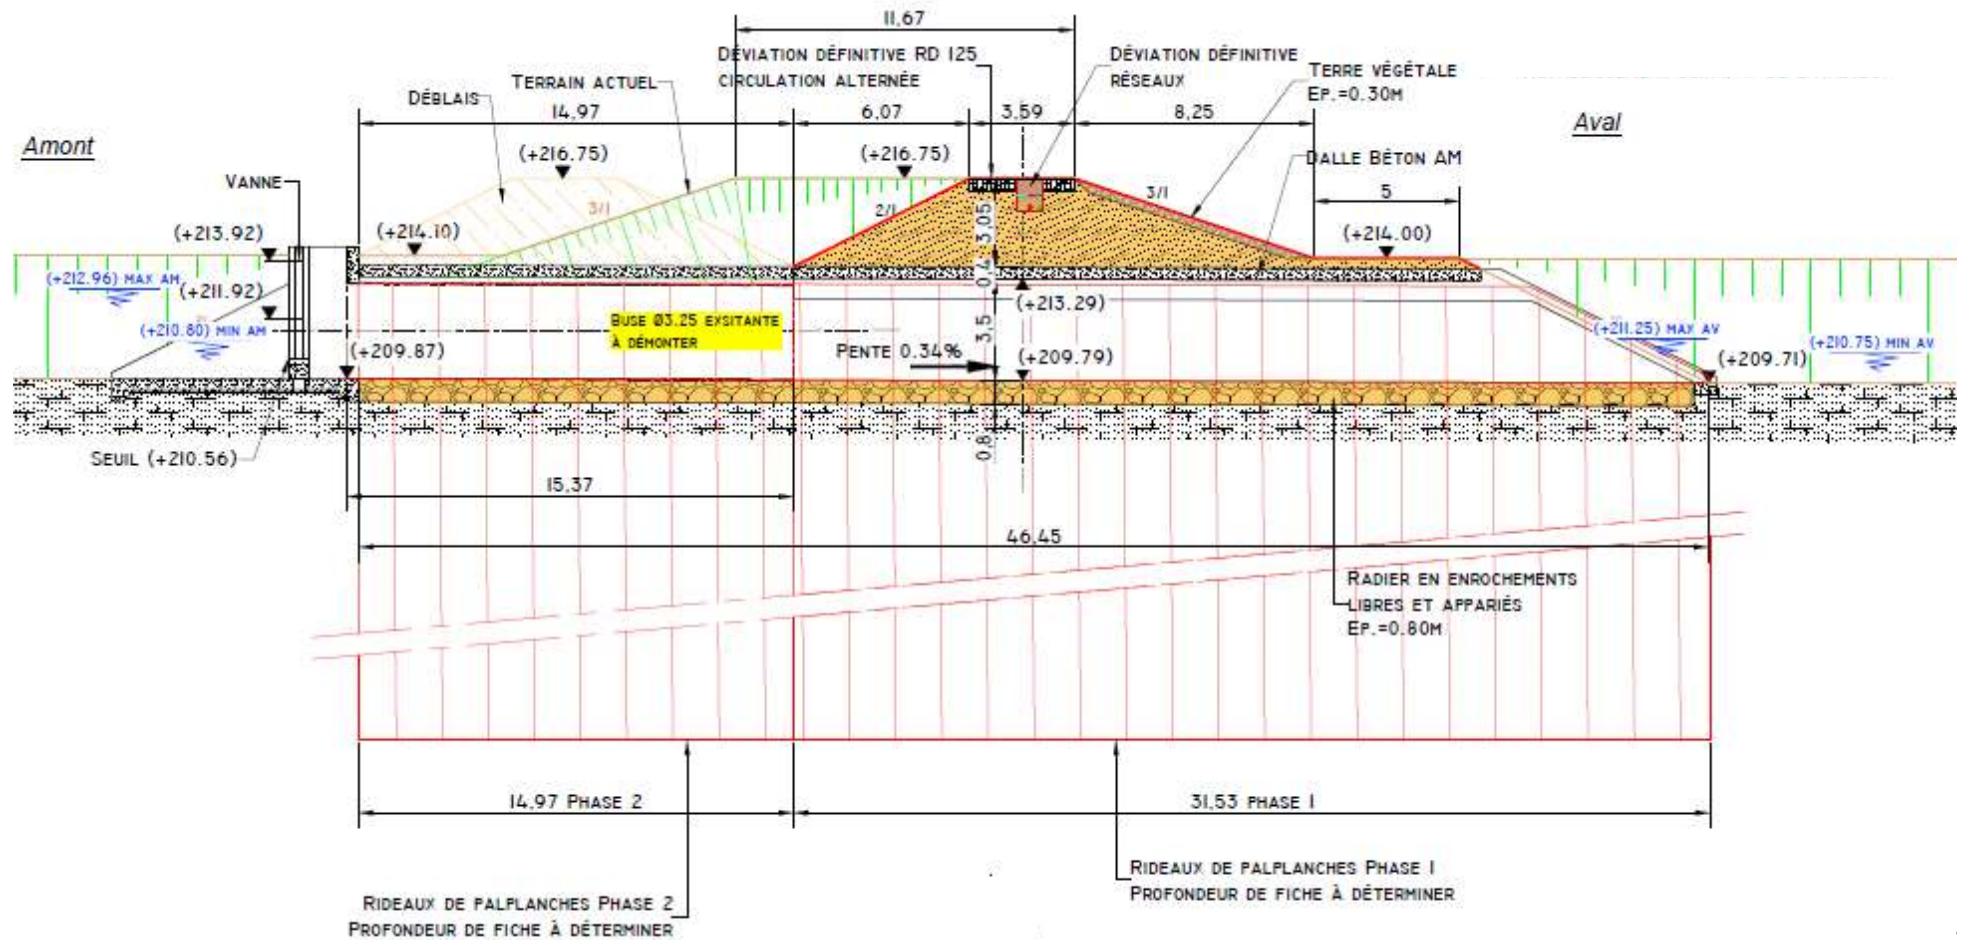 11,67
DÉVIATION DÉFINITIVE RD 125
CIRCULATION ALTERNÉE
DÉVIATION DÉFINITIVE
RÉSEAUX
TERRE VÉGÉTALE
EP.=0.30M
TERRAIN ACTUEL
DÉBLAIS
14,97
6,07
3,59
8,25
Amont
Aval
(+216.75)
(+216.75)
DALLE BÉTON AM
VANNE
3/1
2/1
3/1
5
3,05
(+213.92)
(+214.10)
(+214.00)
(+212.96) MAX AM
(+211.92)
0,4
(+213.29)
(+210.80) MIN AM
BUSE Ø3.25 EXSITANTE
À DÉMONTER
3,5
(+211.25) MAX AV
(+210.75) MIN AV
(+209.87)
PENTE 0.34%
(+209.79)
(+209.71)
0,8
SEUIL (+210.56)
15,37
46,45
RADIER EN ENROCHEMENTS
LIBRES ET APPARIÉS
EP.=0.80M
14,97 PHASE 2
31,53 PHASE 1
RIDEAUX DE PALPLANCHES PHASE 1
PROFONDEUR DE FICHE À DÉTERMINER
RIDEAUX DE PALPLANCHES PHASE 2
PROFONDEUR DE FICHE À DÉTERMINER